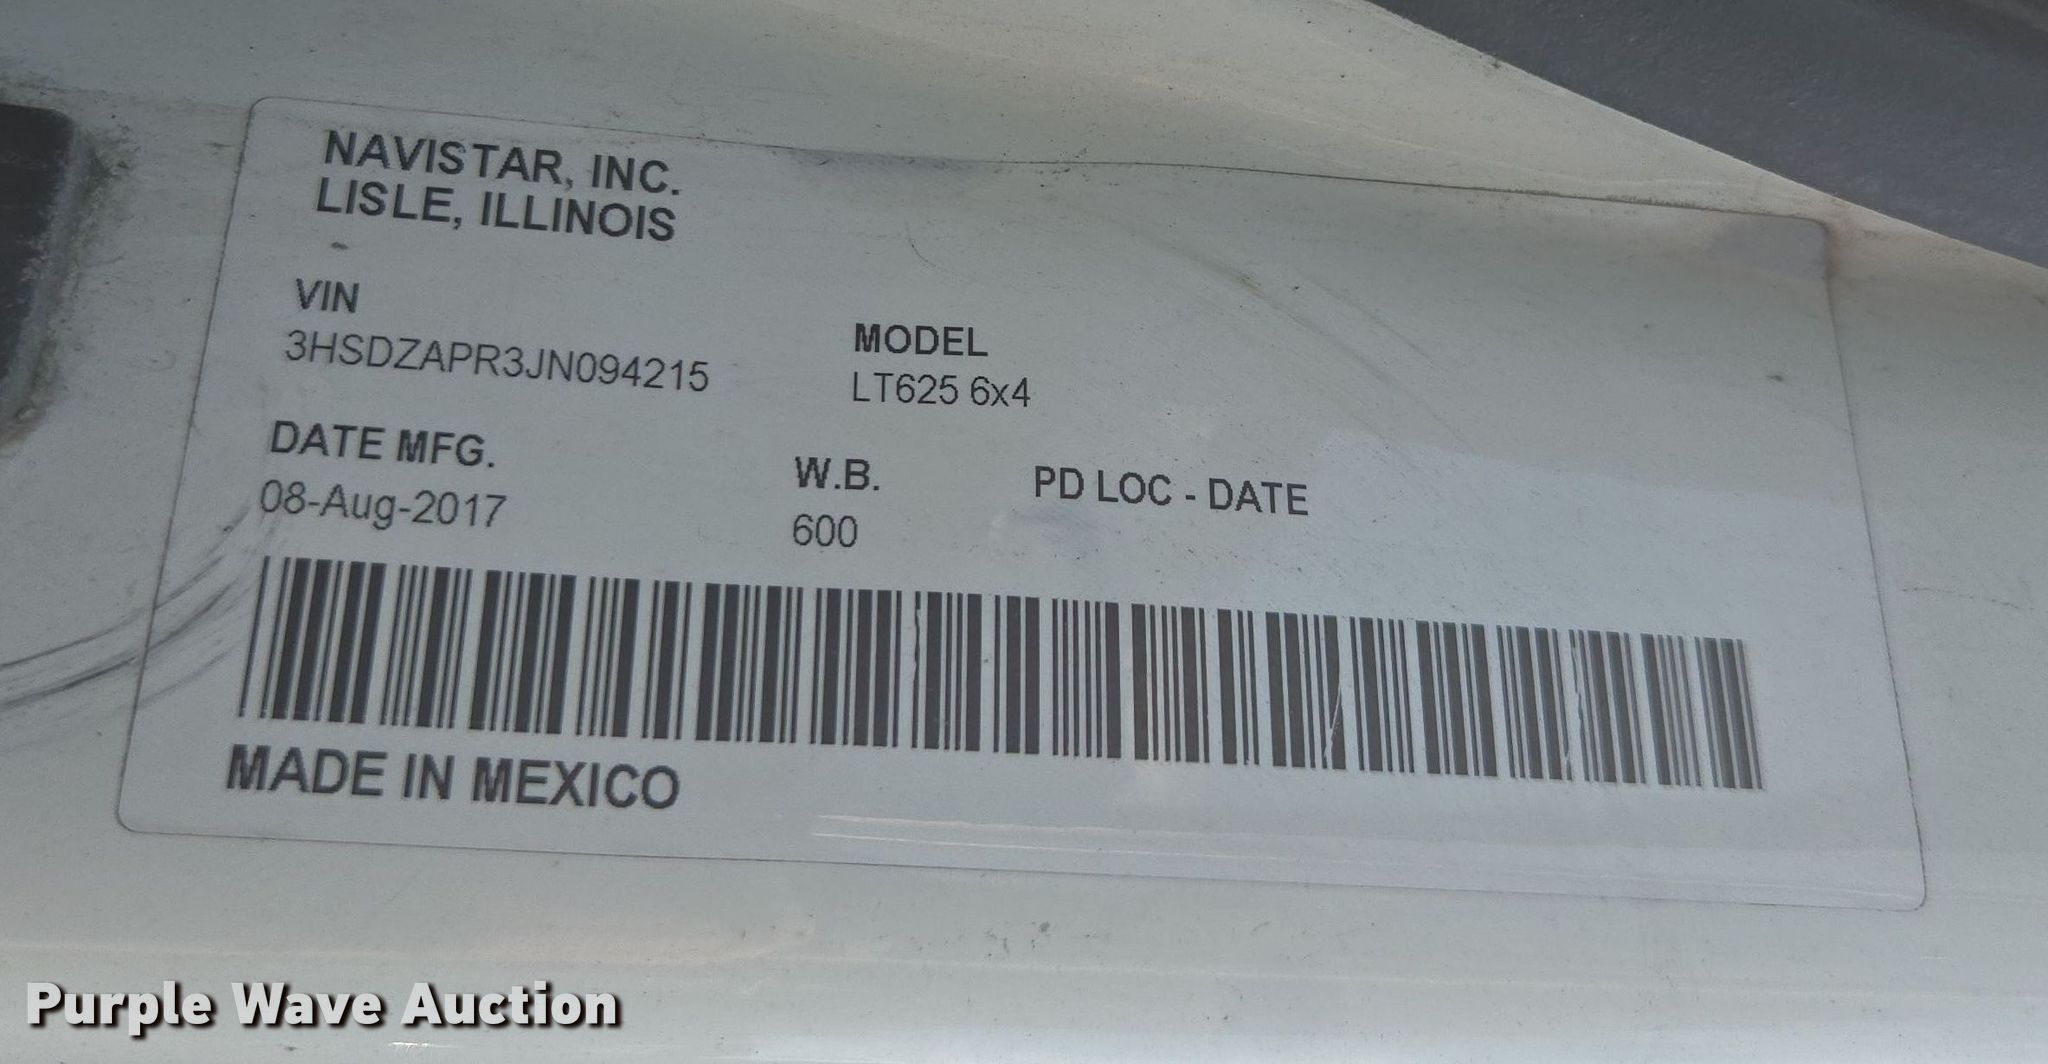 NAVISTAR, INC.
LISLE, ILLINOIS
VIN
3HSDZAPR3JN094215
MODEL
LT625 6x4
DATE MFG.
08-Aug-2017
W.B.
600
PD LOC - DATE
MADE IN MEXICO
Purple Wave Auction